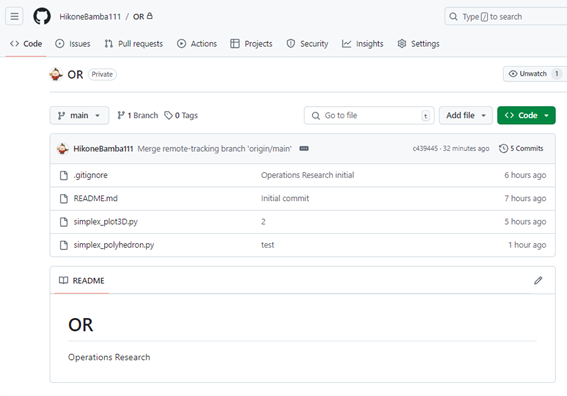 HikoneBamba111 / OR
Type / to search
Code Issues Pull requests Actions Projects Security Insights Settings
OR Private Unwatch 1
main 1 Branch 0 Tags Go to file t Add file Code
HikoneBamba111 Merge remote-tracking branch 'origin/main' c439445 · 32 minutes ago 5 Commits
.gitignore Operations Research initial 6 hours ago
README.md Initial commit 7 hours ago
simplex_plot3D.py 2 5 hours ago
simplex_polyhedron.py test 1 hour ago
README
OR
Operations Research